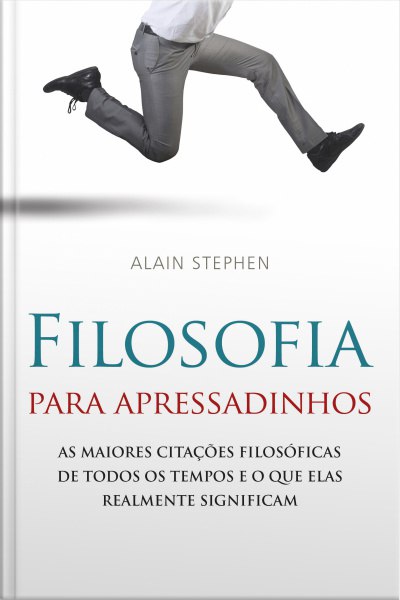 ALAIN STEPHEN
FILOSOFIA
PARA APRESSADINHOS
AS MAIORES CITAÇÕES FILOSÓFICAS
DE TODOS OS TEMPOS E O QUE ELAS
REALMENTE SIGNIFICAM